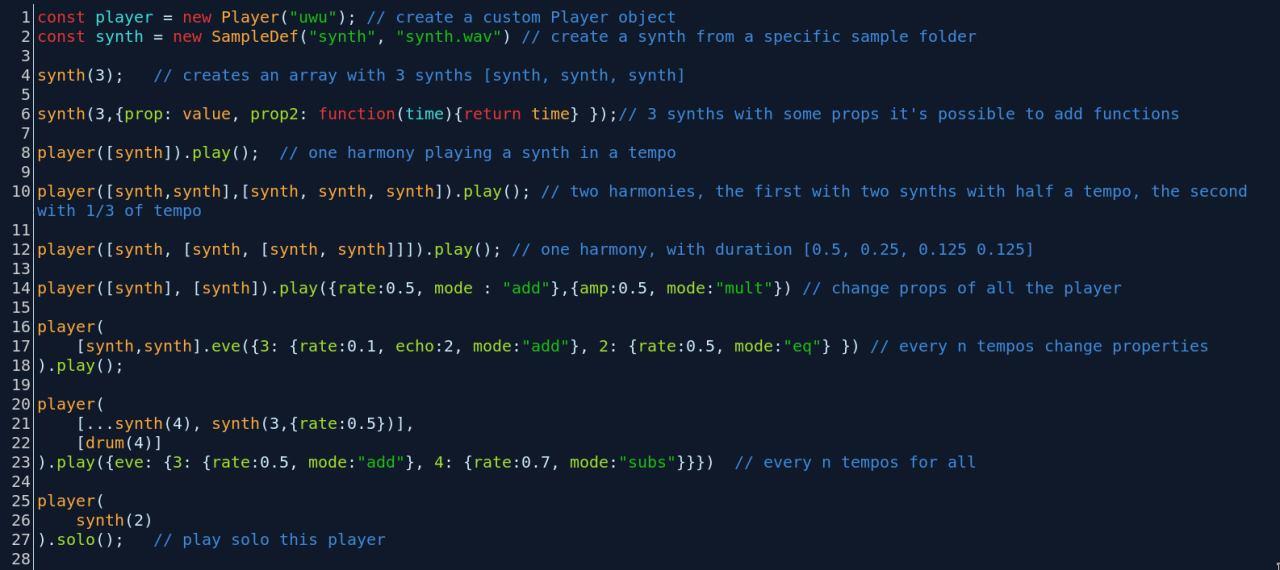 1 const player = new Player("uwu"); // create a custom Player object
2 const synth = new SampleDef("synth", "synth.wav") // create a synth from a specific sample folder
3
4 synth(3);   // creates an array with 3 synths [synth, synth, synth]
5
6 synth(3,{prop: value, prop2: function(time){return time} });// 3 synths with some props it's possible to add functions
7
8 player([synth]).play();  // one harmony playing a synth in a tempo
9
10 player([synth,synth],[synth, synth, synth]).play(); // two harmonies, the first with two synths with half a tempo, the second
with 1/3 of tempo
11
12 player([synth, [synth, [synth, synth]]]).play(); // one harmony, with duration [0.5, 0.25, 0.125 0.125]
13
14 player([synth], [synth]).play({rate:0.5, mode : "add"},{amp:0.5, mode:"mult"}) // change props of all the player
15
16 player(
17     [synth,synth].eve({3: {rate:0.1, echo:2, mode:"add"}, 2: {rate:0.5, mode:"eq"} }) // every n tempos change properties
18 ).play();
19
20 player(
21     [...synth(4), synth(3,{rate:0.5})],
22     [drum(4)]
23 ).play({eve: {3: {rate:0.5, mode:"add"}, 4: {rate:0.7, mode:"subs"}}})  // every n tempos for all
24
25 player(
26     synth(2)
27 ).solo();   // play solo this player
28